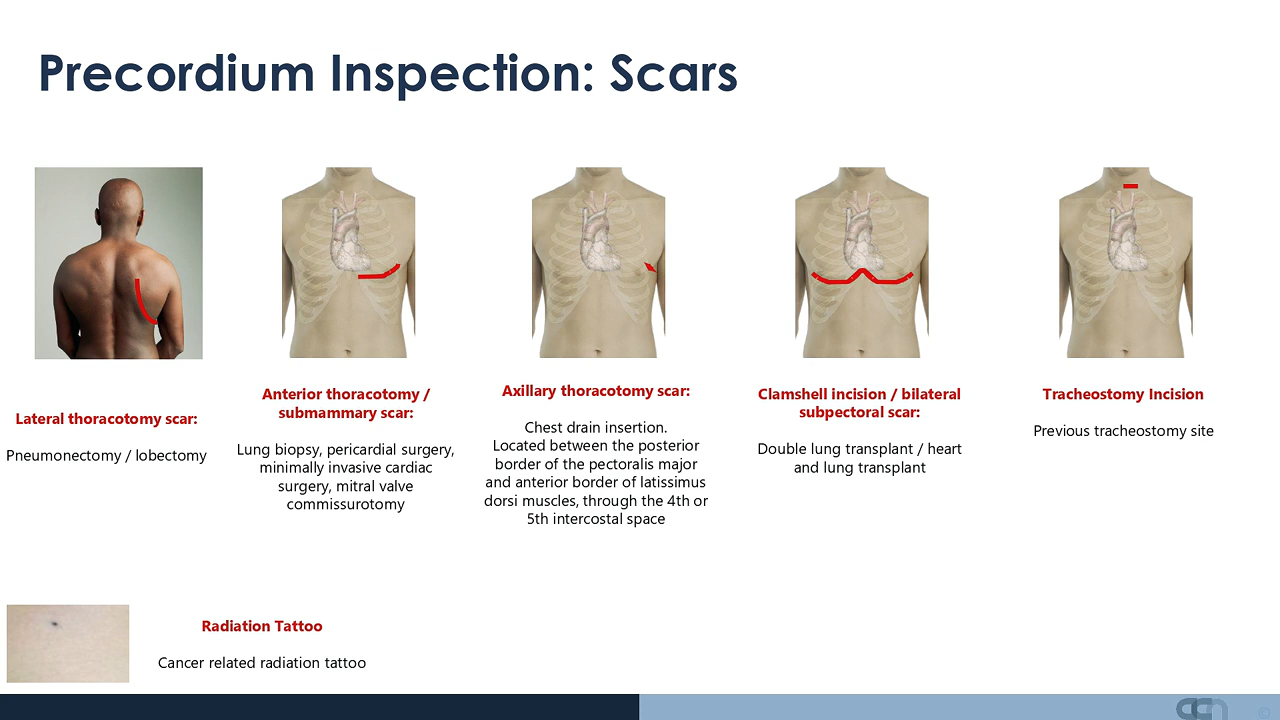 Precordium Inspection: Scars
Lateral thoracotomy scar:
Pneumonectomy / lobectomy
Anterior thoracotomy /
submammary scar:
Lung biopsy, pericardial surgery,
minimally invasive cardiac
surgery, mitral valve
commissurotomy
Axillary thoracotomy scar:
Chest drain insertion.
Located between the posterior
border of the pectoralis major
and anterior border of latissimus
dorsi muscles, through the 4th or
5th intercostal space
Clamshell incision / bilateral
subpectoral scar:
Double lung transplant / heart
and lung transplant
Tracheostomy Incision
Previous tracheostomy site
Radiation Tattoo
Cancer related radiation tattoo